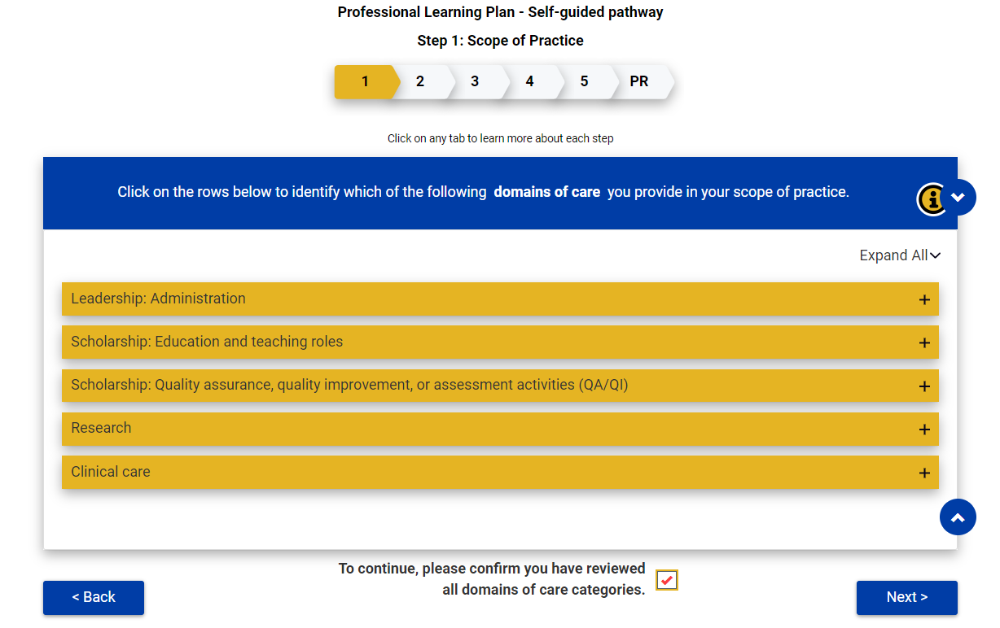 Professional Learning Plan - Self-guided pathway
Step 1: Scope of Practice
1 2 3 4 5 PR
Click on any tab to learn more about each step
Click on the rows below to identify which of the following domains of care you provide in your scope of practice.
Expand All
Leadership: Administration +
Scholarship: Education and teaching roles +
Scholarship: Quality assurance, quality improvement, or assessment activities (QA/QI) +
Research +
Clinical care +
To continue, please confirm you have reviewed
all domains of care categories.
< Back
Next >